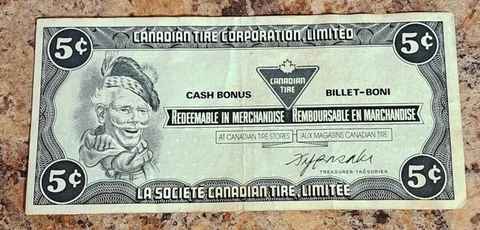 5¢ CANADIAN TIRE CORPORATION, LIMITED 5¢
CANADIAN
TIRE
CASH BONUS BILLET-BONI
REDEEMABLE IN MERCHANDISE REMBOURSABLE EN MARCHANDISE
AT CANADIAN TIRE STORES AUX MAGASINS CANADIAN TIRE
TREASURER-TRÉSORIER
5¢ LA SOCIÉTÉ CANADIAN TIRE, LIMITÉE 5¢